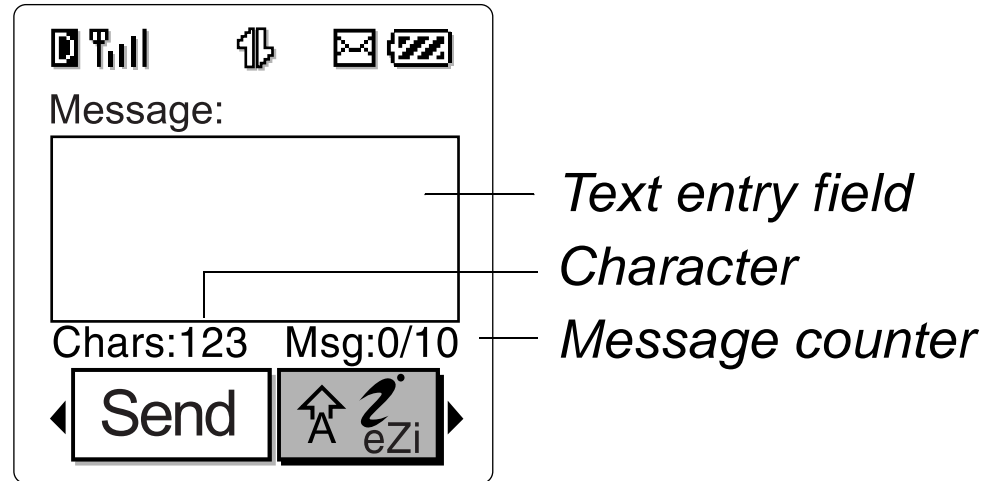 Message:
Text entry field
Character
Chars:123 Msg:0/10
Message counter
Send
A
eZi